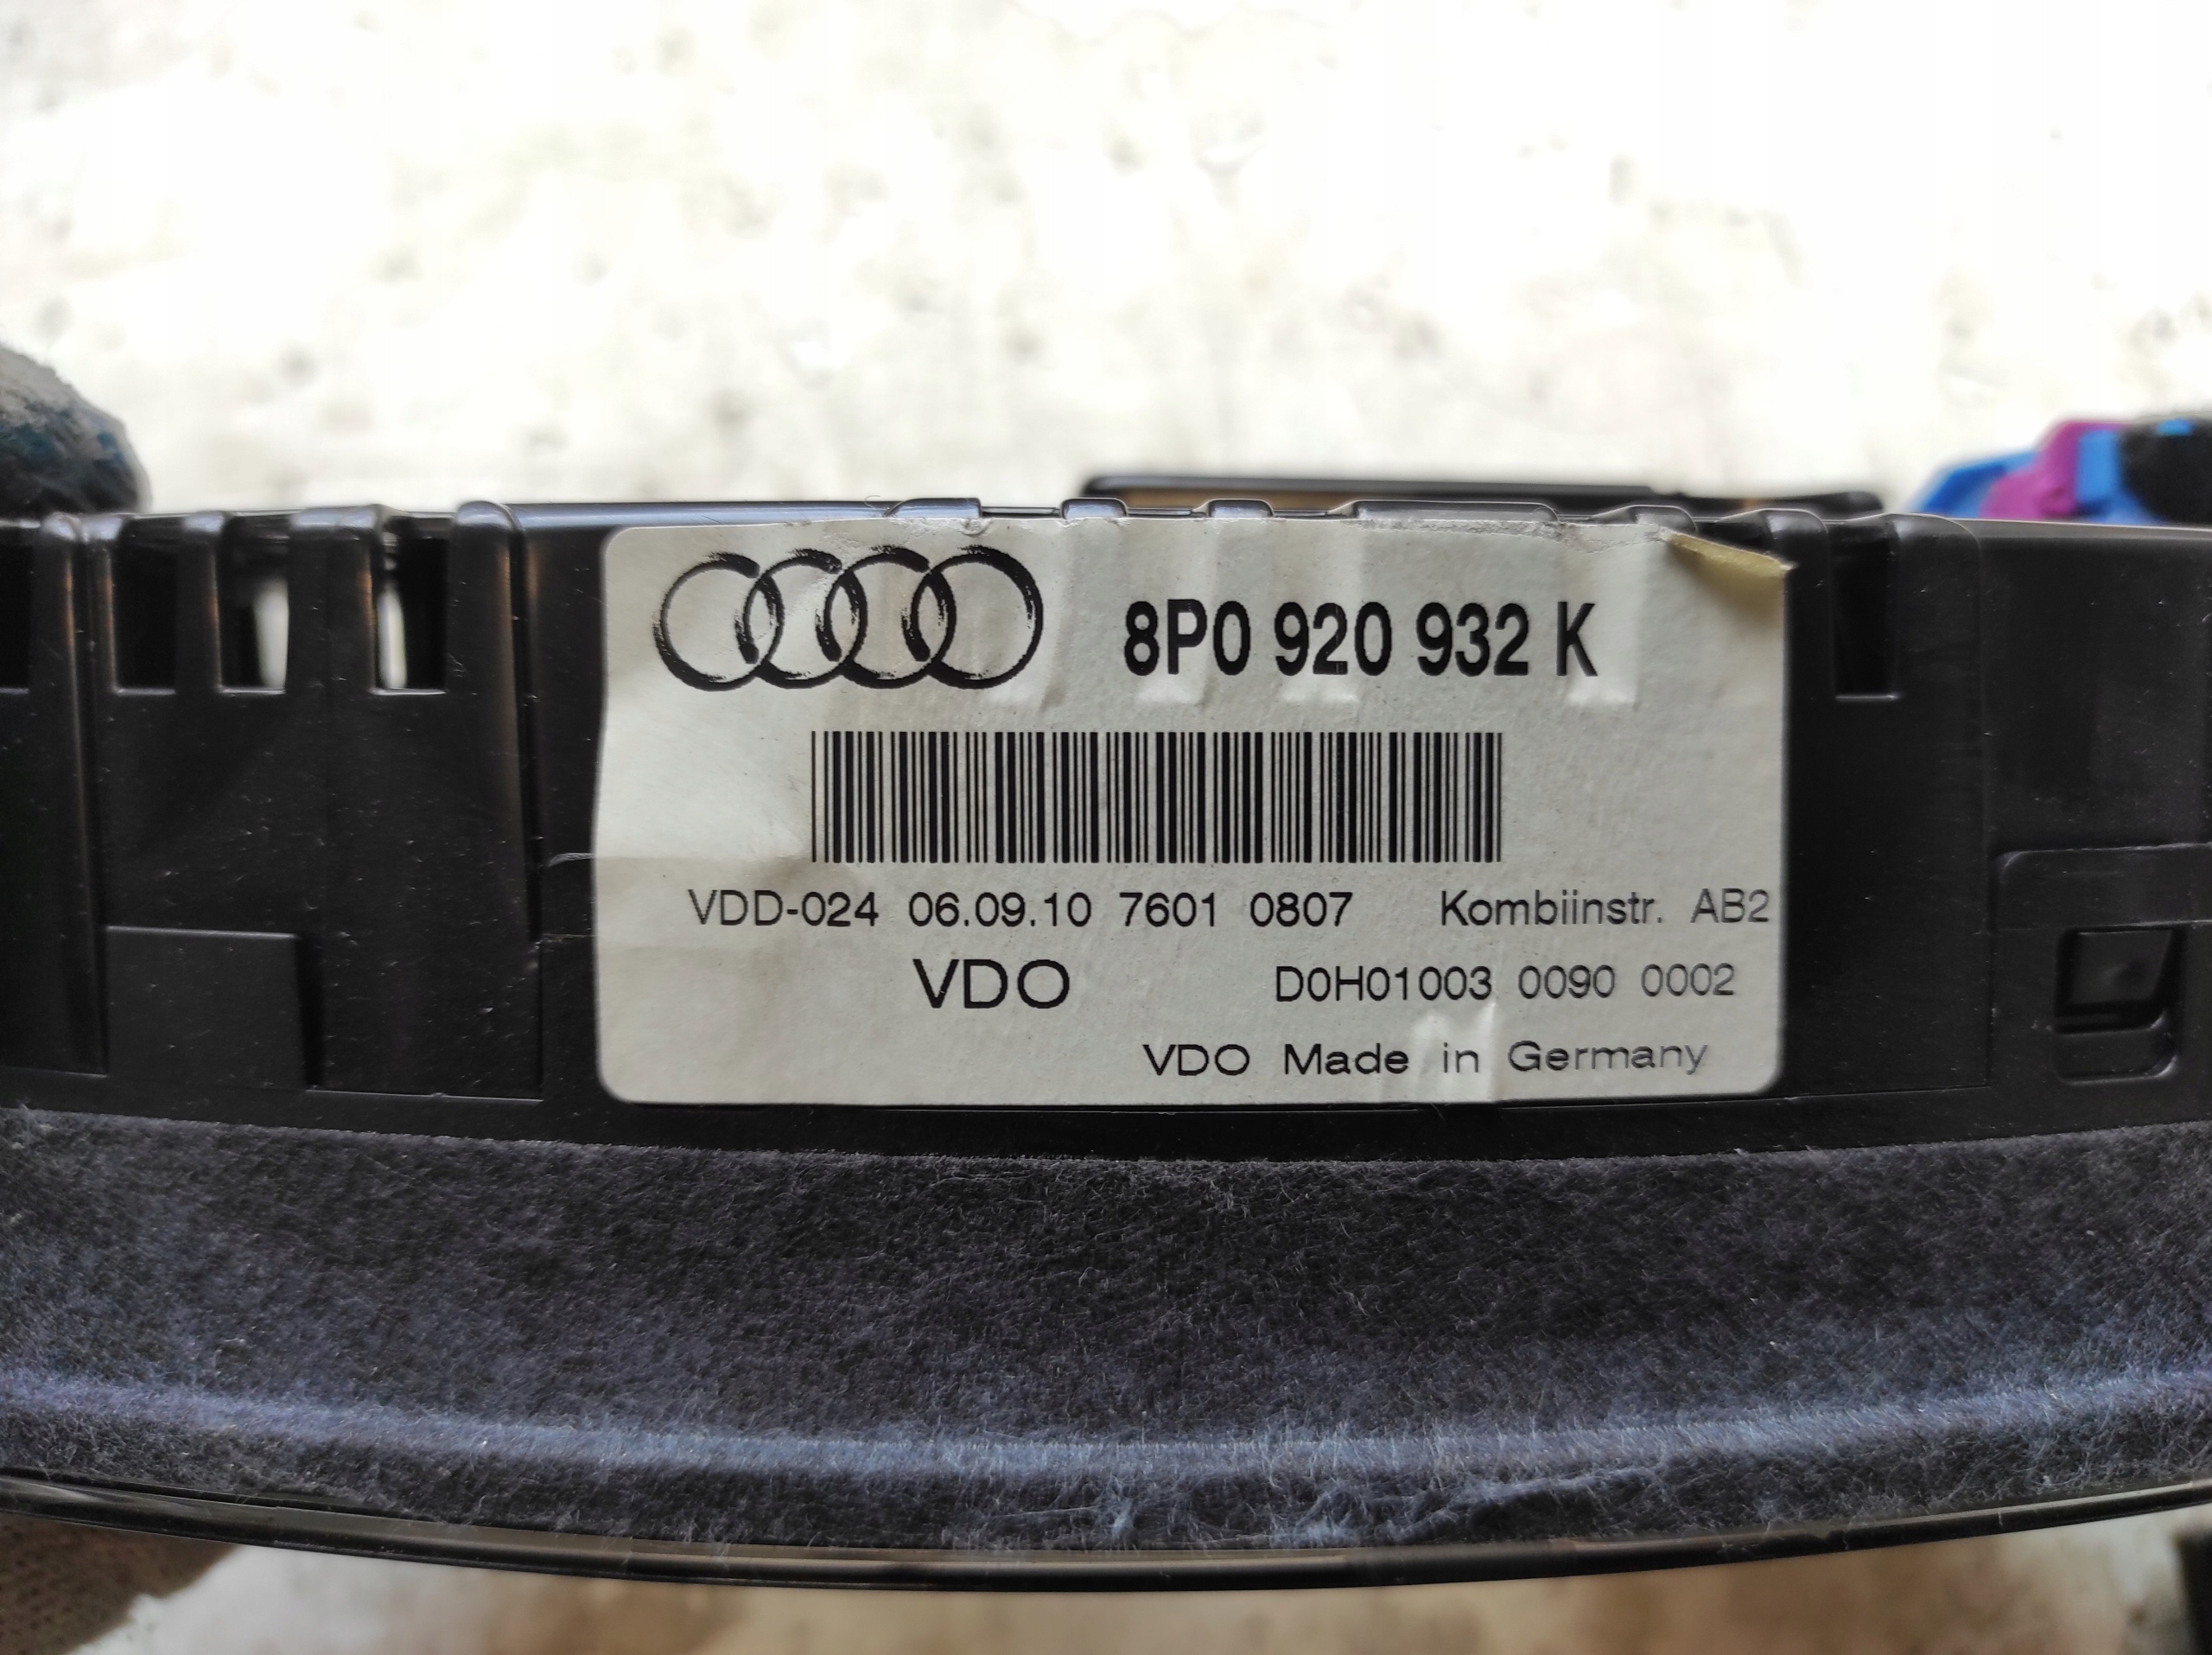 8P0 920 932 K
VDD-024 06.09.10 7601 0807 Kombiinstr. AB2
VDO D0H01003 0090 0002
VDO Made in Germany